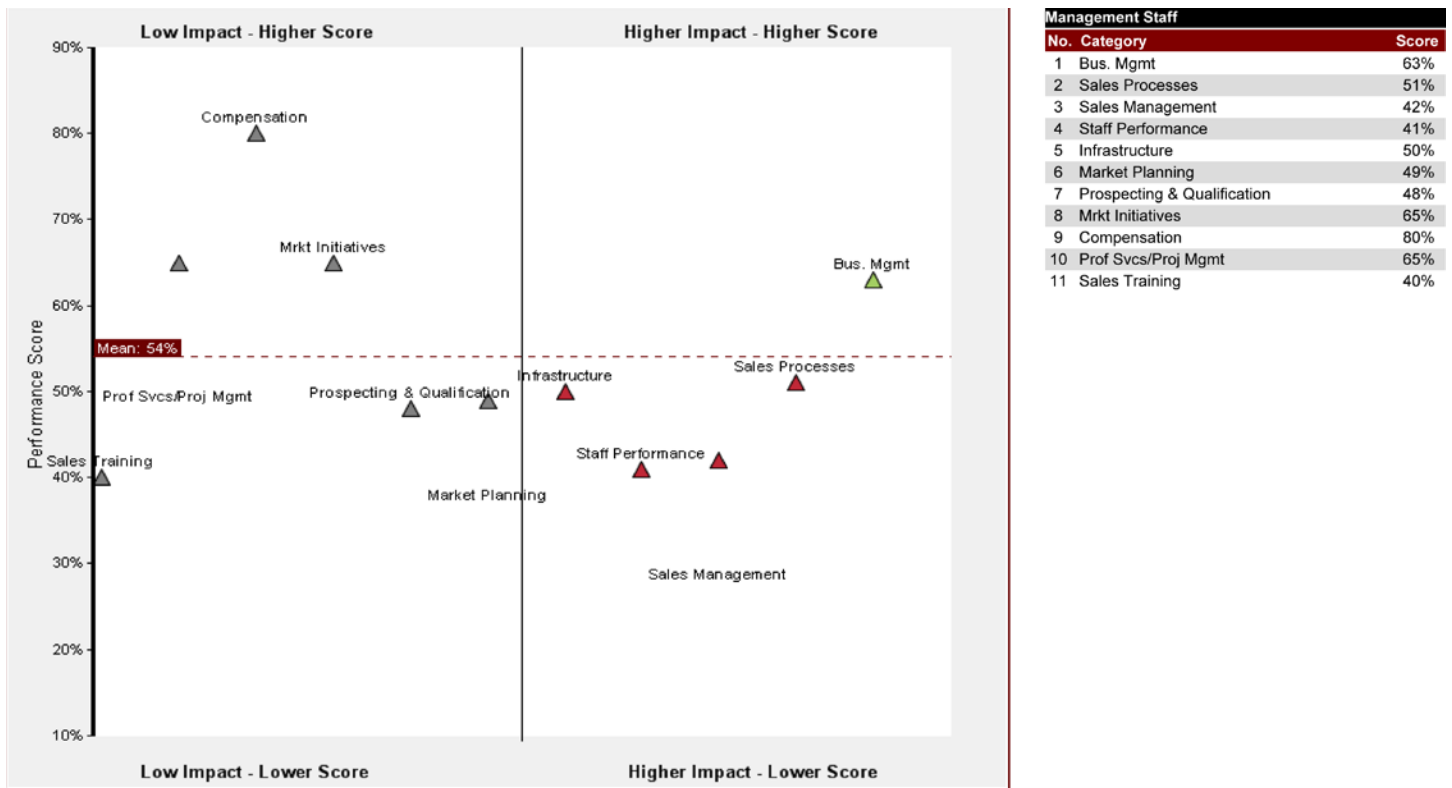 Low Impact - Higher Score
Higher Impact - Higher Score
90%
80%
70%
60%
50%
40%
30%
20%
10%
Performance Score
Compensation
Mrkt Initiatives
Bus. Mgmt
Mean: 54%
Sales Processes
Infrastructure
Prof Svcs/Proj Mgmt
Prospecting & Qualification
Staff Performance
Sales Training
Market Planning
Sales Management
Low Impact - Lower Score
Higher Impact - Lower Score
Management Staff
No. Category Score
1 Bus. Mgmt 63%
2 Sales Processes 51%
3 Sales Management 42%
4 Staff Performance 41%
5 Infrastructure 50%
6 Market Planning 49%
7 Prospecting & Qualification 48%
8 Mrkt Initiatives 65%
9 Compensation 80%
10 Prof Svcs/Proj Mgmt 65%
11 Sales Training 40%